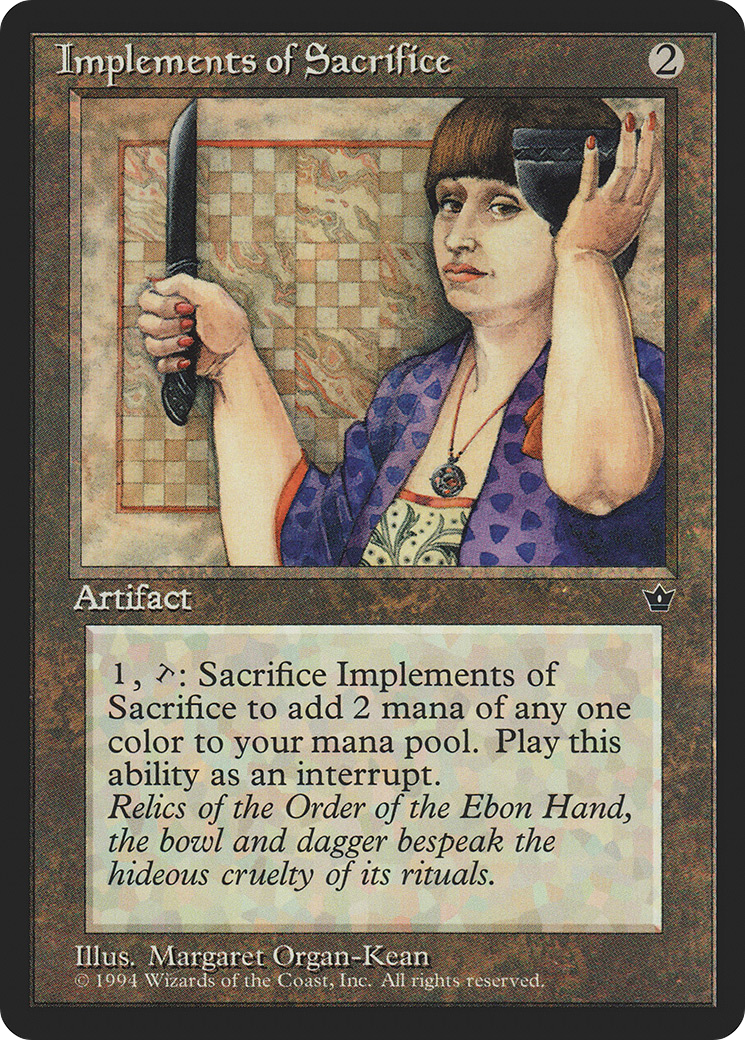 Implements of Sacrifice 2
Artifact
1, T: Sacrifice Implements of
Sacrifice to add 2 mana of any one
color to your mana pool. Play this
ability as an interrupt.
Relics of the Order of the Ebon Hand,
the bowl and dagger bespeak the
hideous cruelty of its rituals.
Illus. Margaret Organ-Kean
© 1994 Wizards of the Coast, Inc. All rights reserved.